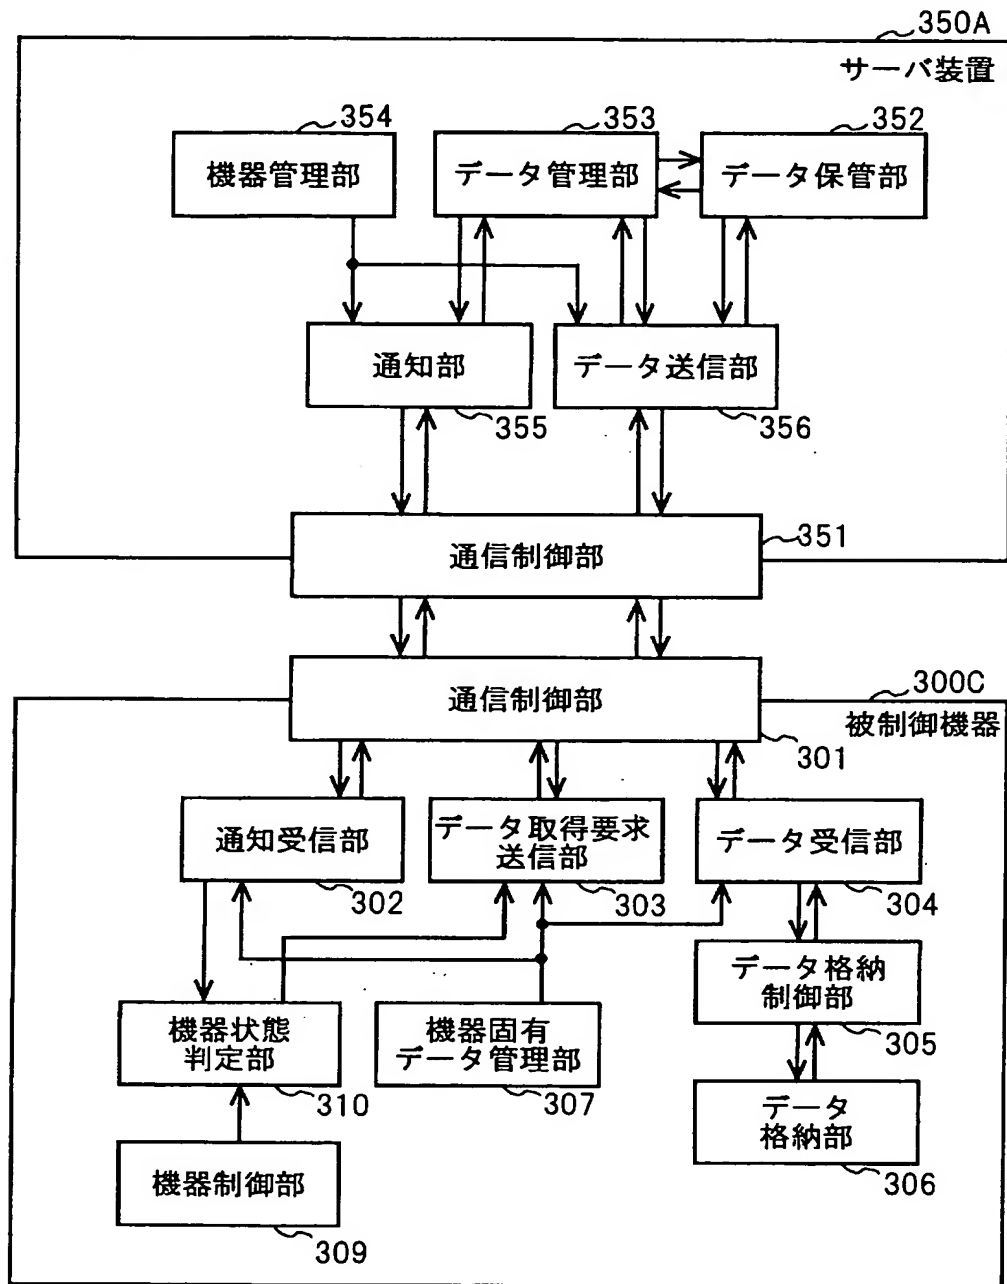 350A
サーバ装置
354
353
352
機器管理部
データ管理部
データ保管部
通知部
データ送信部
355
356
通信制御部
351
通信制御部
300C
被制御機器
301
通知受信部
データ取得要求
送信部
データ受信部
302
303
304
データ格納
制御部
305
機器状態
判定部
機器固有
データ管理部
310
307
データ
格納部
306
機器制御部
309